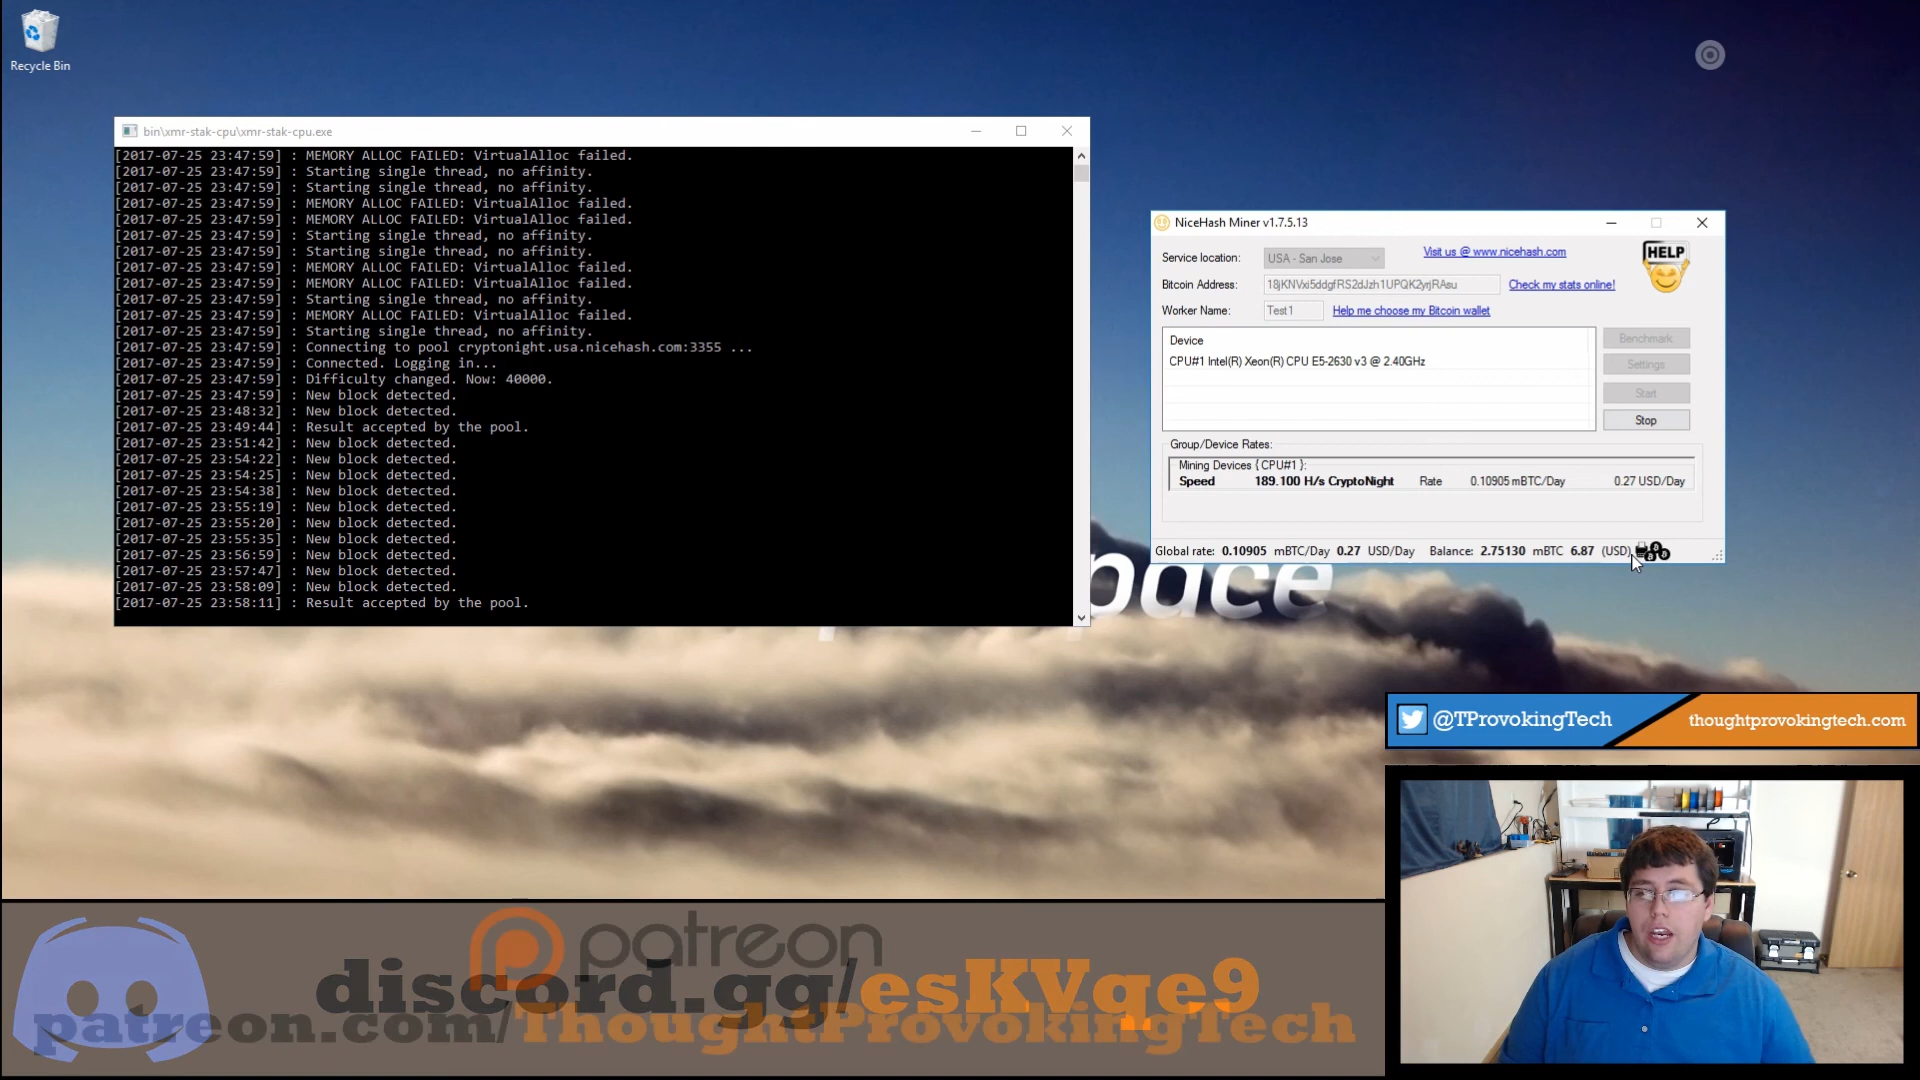 Recycle Bin
bin\xmr-stak-cpu\xmr-stak-cpu.exe
[2017-07-25 23:47:59] : MEMORY ALLOC FAILED: VirtualAlloc failed.
[2017-07-25 23:47:59] : Starting single thread, no affinity.
[2017-07-25 23:47:59] : Starting single thread, no affinity.
[2017-07-25 23:47:59] : MEMORY ALLOC FAILED: VirtualAlloc failed.
[2017-07-25 23:47:59] : MEMORY ALLOC FAILED: VirtualAlloc failed.
[2017-07-25 23:47:59] : Starting single thread, no affinity.
[2017-07-25 23:47:59] : Starting single thread, no affinity.
[2017-07-25 23:47:59] : MEMORY ALLOC FAILED: VirtualAlloc failed.
[2017-07-25 23:47:59] : MEMORY ALLOC FAILED: VirtualAlloc failed.
[2017-07-25 23:47:59] : Starting single thread, no affinity.
[2017-07-25 23:47:59] : MEMORY ALLOC FAILED: VirtualAlloc failed.
[2017-07-25 23:47:59] : Starting single thread, no affinity.
[2017-07-25 23:47:59] : Connecting to pool cryptonight.usa.nicehash.com:3355 ...
[2017-07-25 23:47:59] : Connected. Logging in...
[2017-07-25 23:47:59] : Difficulty changed. Now: 40000.
[2017-07-25 23:47:59] : New block detected.
[2017-07-25 23:48:32] : New block detected.
[2017-07-25 23:49:44] : Result accepted by the pool.
[2017-07-25 23:51:42] : New block detected.
[2017-07-25 23:54:22] : New block detected.
[2017-07-25 23:54:25] : New block detected.
[2017-07-25 23:54:38] : New block detected.
[2017-07-25 23:55:19] : New block detected.
[2017-07-25 23:55:20] : New block detected.
[2017-07-25 23:55:35] : New block detected.
[2017-07-25 23:56:59] : New block detected.
[2017-07-25 23:57:47] : New block detected.
[2017-07-25 23:58:09] : New block detected.
[2017-07-25 23:58:11] : Result accepted by the pool.
NiceHash Miner v1.7.5.13
Service location: USA - San Jose Visit us @ www.nicehash.com
HELP
Bitcoin Address: 18jKNVxi5ddgfRS2dJzh1UPQK2yrjRAsu Check my stats online!
Worker Name: Test1 Help me choose my Bitcoin wallet
Device
CPU#1 Intel(R) Xeon(R) CPU E5-2630 v3 @ 2.40GHz
Benchmark
Settings
Start
Stop
Group/Device Rates:
Mining Devices { CPU#1 }:
Speed 189.100 H/s CryptoNight Rate 0.10905 mBTC/Day 0.27 USD/Day
Global rate: 0.10905 mBTC/Day 0.27 USD/Day Balance: 2.75130 mBTC 6.87 (USD)
@TProvokingTech
thoughtprovokingtech.com
patreon
discord.gg/esKVqe9
patreon.com/ThoughtProvokingTech